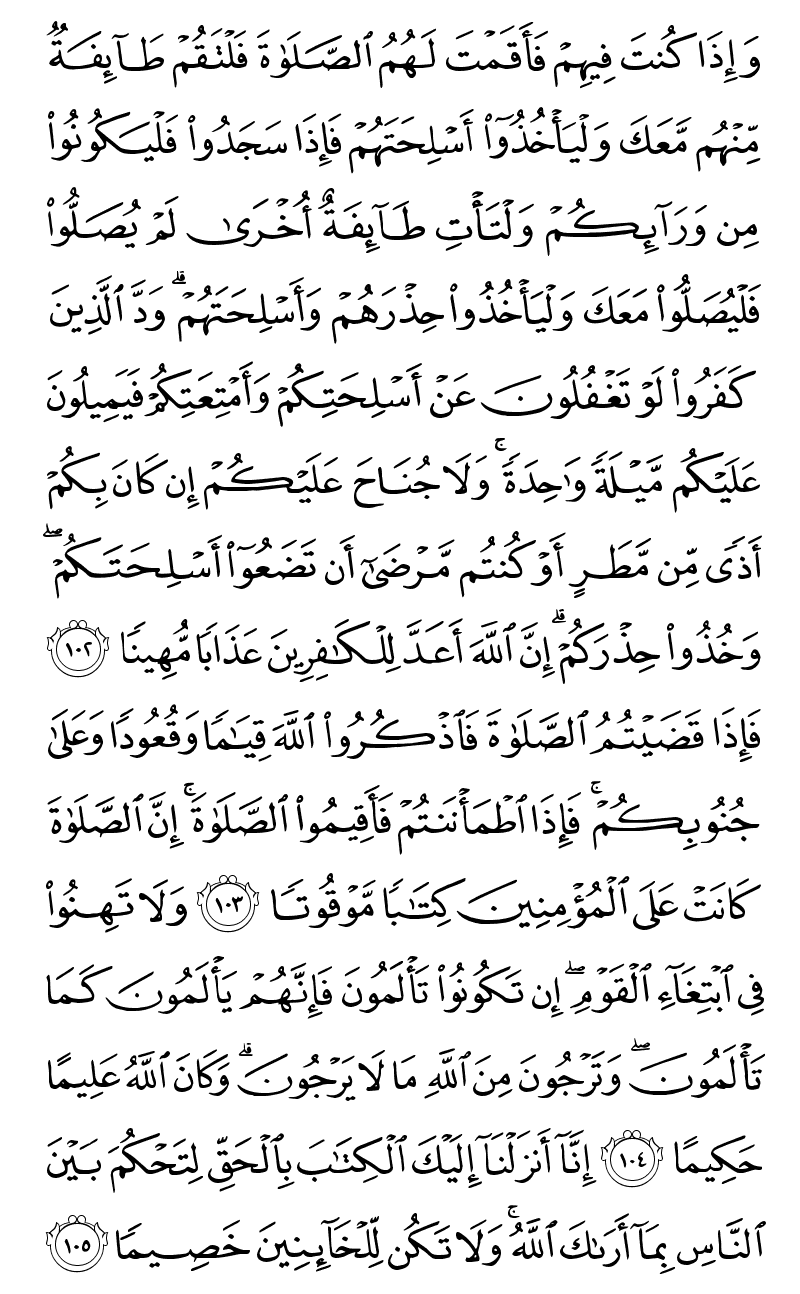 وَإِذَا كُنتَ فِيهِمْ فَأَقَمْتَ لَهُمُ ٱلصَّلَوٰةَ فَلْتَقُمْ طَآئِفَةٌ
مِّنْهُم مَّعَكَ وَلْيَأْخُذُوٓا۟ أَسْلِحَتَهُمْ فَإِذَا سَجَدُوا۟ فَلْيَكُونُوا۟
مِن وَرَآئِكُمْ وَلْتَأْتِ طَآئِفَةٌ أُخْرَىٰ لَمْ يُصَلُّوا۟
فَلْيُصَلُّوا۟ مَعَكَ وَلْيَأْخُذُوا۟ حِذْرَهُمْ وَأَسْلِحَتَهُمْ ۗ وَدَّ ٱلَّذِينَ
كَفَرُوا۟ لَوْ تَغْفُلُونَ عَنْ أَسْلِحَتِكُمْ وَأَمْتِعَتِكُمْ فَيَمِيلُونَ
عَلَيْكُم مَّيْلَةً وَٰحِدَةً ۚ وَلَا جُنَاحَ عَلَيْكُمْ إِن كَانَ بِكُمْ
أَذًى مِّن مَّطَرٍ أَوْ كُنتُم مَّرْضَىٰٓ أَن تَضَعُوٓا۟ أَسْلِحَتَكُمْ ۖ
وَخُذُوا۟ حِذْرَكُمْ ۗ إِنَّ ٱللَّهَ أَعَدَّ لِلْكَـٰفِرِينَ عَذَابًا مُّهِينًا ١٠٢
فَإِذَا قَضَيْتُمُ ٱلصَّلَوٰةَ فَٱذْكُرُوا۟ ٱللَّهَ قِيَـٰمًا وَقُعُودًا وَعَلَىٰ
جُنُوبِكُمْ ۚ فَإِذَا ٱطْمَأْنَنتُمْ فَأَقِيمُوا۟ ٱلصَّلَوٰةَ ۚ إِنَّ ٱلصَّلَوٰةَ
كَانَتْ عَلَى ٱلْمُؤْمِنِينَ كِتَـٰبًا مَّوْقُوتًا ١٠٣ وَلَا تَهِنُوا۟
فِى ٱبْتِغَآءِ ٱلْقَوْمِ ۖ إِن تَكُونُوا۟ تَأْلَمُونَ فَإِنَّهُمْ يَأْلَمُونَ كَمَا
تَأْلَمُونَ ۖ وَتَرْجُونَ مِنَ ٱللَّهِ مَا لَا يَرْجُونَ ۗ وَكَانَ ٱللَّهُ عَلِيمًا
حَكِيمًا ١٠٤ إِنَّآ أَنزَلْنَآ إِلَيْكَ ٱلْكِتَـٰبَ بِٱلْحَقِّ لِتَحْكُمَ بَيْنَ
ٱلنَّاسِ بِمَآ أَرَىٰكَ ٱللَّهُ ۚ وَلَا تَكُن لِّلْخَآئِنِينَ خَصِيمًا ١٠٥